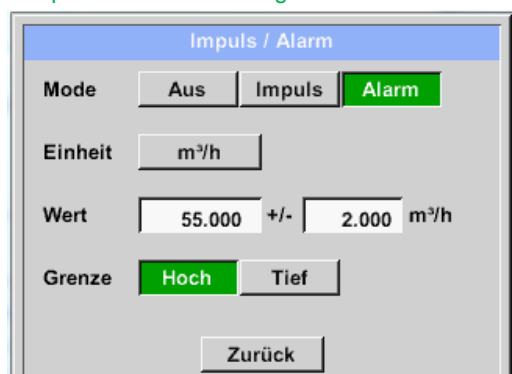 Impuls / Alarm
Mode Aus Impuls Alarm
Einheit m³/h
Wert 55.000 +/- 2.000 m³/h
Grenze Hoch Tief
Zurück